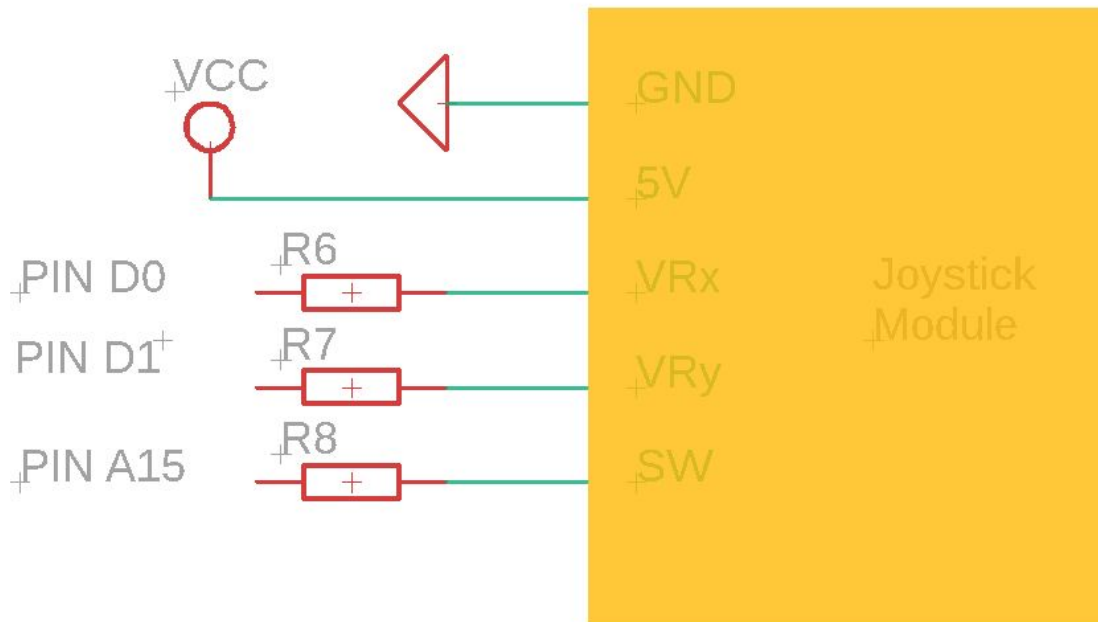 VCC
GND
5V
R6
PIN D0
VRx
Joystick
Module
R7
PIN D1
VRy
R8
PIN A15
SW